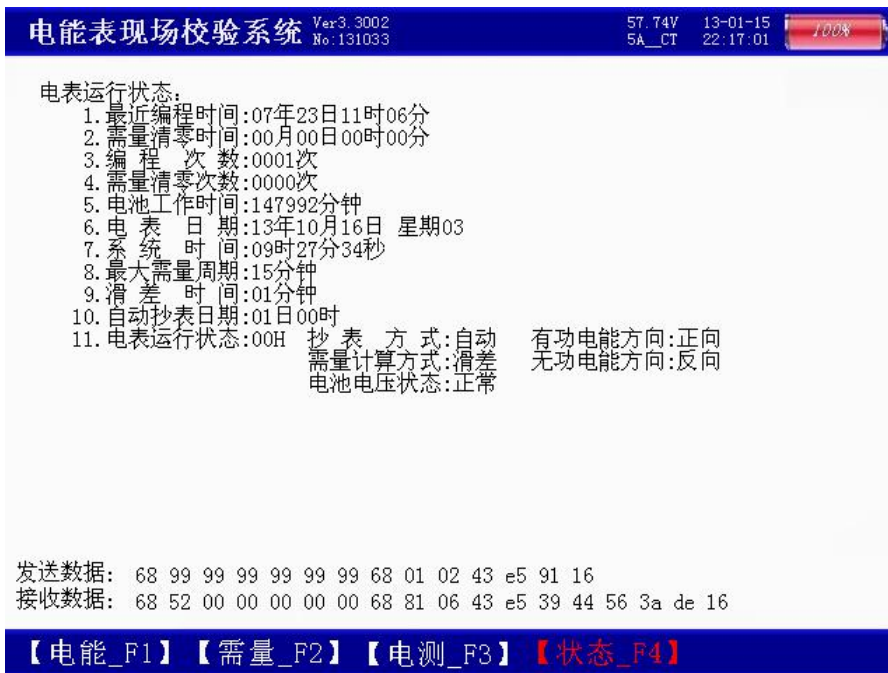 电能表现场校验系统 Ver3.3002 No:131033 57.74V 5A__CT 13-01-15 22:17:01 100%
电表运行状态:
1.最近编程时间:07年23日11时06分
2.需量清零时间:00月00日00时00分
3.编 程 次 数:0001次
4.需量清零次数:0000次
5.电池工作时间:147992分钟
6.电 表 日 期:13年10月16日 星期03
7.系 统 时 间:09时27分34秒
8.最大需量周期:15分钟
9.滑 差 时 间:01分钟
10.自动抄表日期:01日00时
11.电表运行状态:00H 抄 表 方 式:自动 有功电能方向:正向
需量计算方式:滑差 无功电能方向:反向
电池电压状态:正常
发送数据: 68 99 99 99 99 99 99 68 01 02 43 e5 91 16
接收数据: 68 52 00 00 00 00 00 68 81 06 43 e5 39 44 56 3a de 16
【电能_F1】【需量_F2】【电测_F3】【状态_F4】